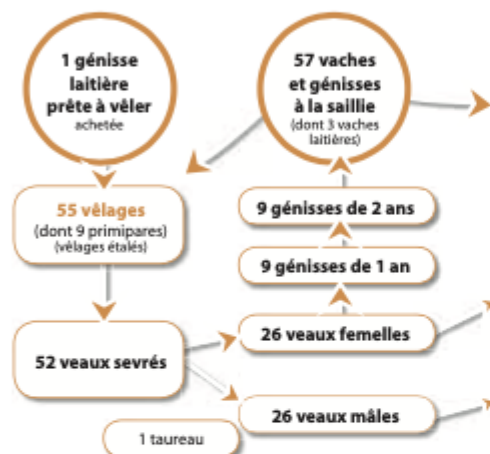 1 génisse
laitière
prête à vêler
achetée
57 vaches
et génisses
à la saillie
(dont 3 vaches
laitières)
55 vêlages
(dont 9 primipares)
(vêlages étalés)
9 génisses de 2 ans
9 génisses de 1 an
52 veaux sevrés
26 veaux femelles
26 veaux mâles
1 taureau